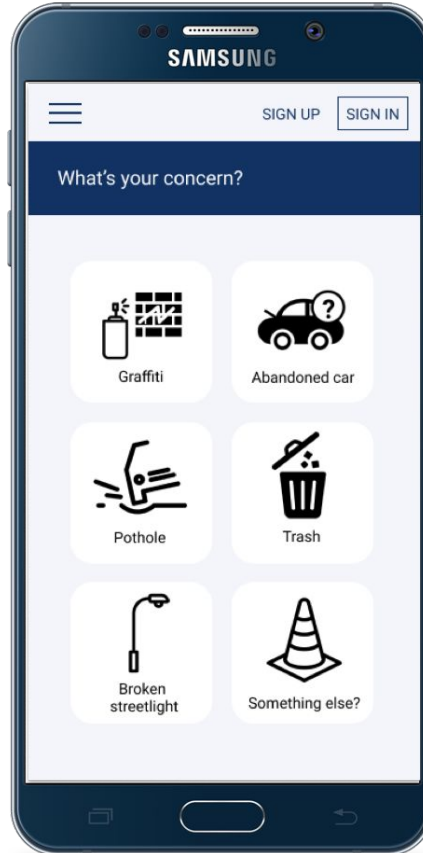 SAMSUNG
SIGN UP
SIGN IN
What's your concern?
Graffiti
Abandoned car
?
Pothole
Trash
Broken
streetlight
Something else?